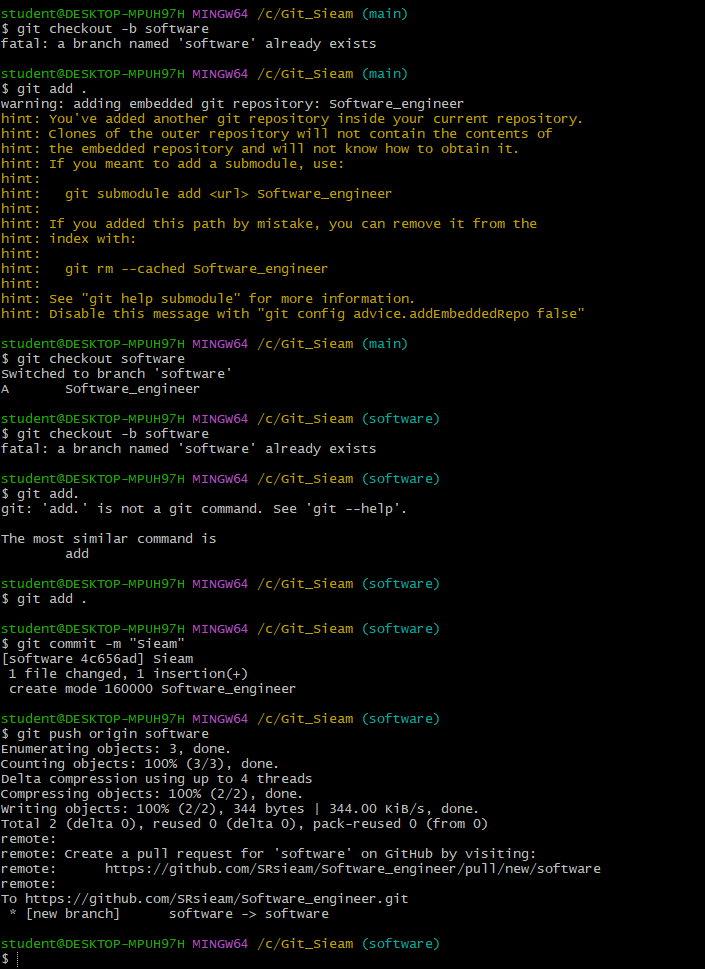 student@DESKTOP-MPUH97H MINGW64 /c/Git_Sieam (main)
$ git checkout -b software
fatal: a branch named 'software' already exists

student@DESKTOP-MPUH97H MINGW64 /c/Git_Sieam (main)
$ git add .
warning: adding embedded git repository: Software_engineer
hint: You've added another git repository inside your current repository.
hint: Clones of the outer repository will not contain the contents of
hint: the embedded repository and will not know how to obtain it.
hint: If you meant to add a submodule, use:
hint:
hint:   git submodule add <url> Software_engineer
hint:
hint: If you added this path by mistake, you can remove it from the
hint: index with:
hint:
hint:   git rm --cached Software_engineer
hint:
hint: See "git help submodule" for more information.
hint: Disable this message with "git config advice.addEmbeddedRepo false"

student@DESKTOP-MPUH97H MINGW64 /c/Git_Sieam (main)
$ git checkout software
Switched to branch 'software'
A       Software_engineer

student@DESKTOP-MPUH97H MINGW64 /c/Git_Sieam (software)
$ git checkout -b software
fatal: a branch named 'software' already exists

student@DESKTOP-MPUH97H MINGW64 /c/Git_Sieam (software)
$ git add.
git: 'add.' is not a git command. See 'git --help'.

The most similar command is
        add

student@DESKTOP-MPUH97H MINGW64 /c/Git_Sieam (software)
$ git add .

student@DESKTOP-MPUH97H MINGW64 /c/Git_Sieam (software)
$ git commit -m "Sieam"
[software 4c656ad] Sieam
 1 file changed, 1 insertion(+)
 create mode 160000 Software_engineer

student@DESKTOP-MPUH97H MINGW64 /c/Git_Sieam (software)
$ git push origin software
Enumerating objects: 3, done.
Counting objects: 100% (3/3), done.
Delta compression using up to 4 threads
Compressing objects: 100% (2/2), done.
Writing objects: 100% (2/2), 344 bytes | 344.00 KiB/s, done.
Total 2 (delta 0), reused 0 (delta 0), pack-reused 0 (from 0)
remote:
remote: Create a pull request for 'software' on GitHub by visiting:
remote:      https://github.com/SRsieam/Software_engineer/pull/new/software
remote:
To https://github.com/SRsieam/Software_engineer.git
 * [new branch]      software -> software

student@DESKTOP-MPUH97H MINGW64 /c/Git_Sieam (software)
$